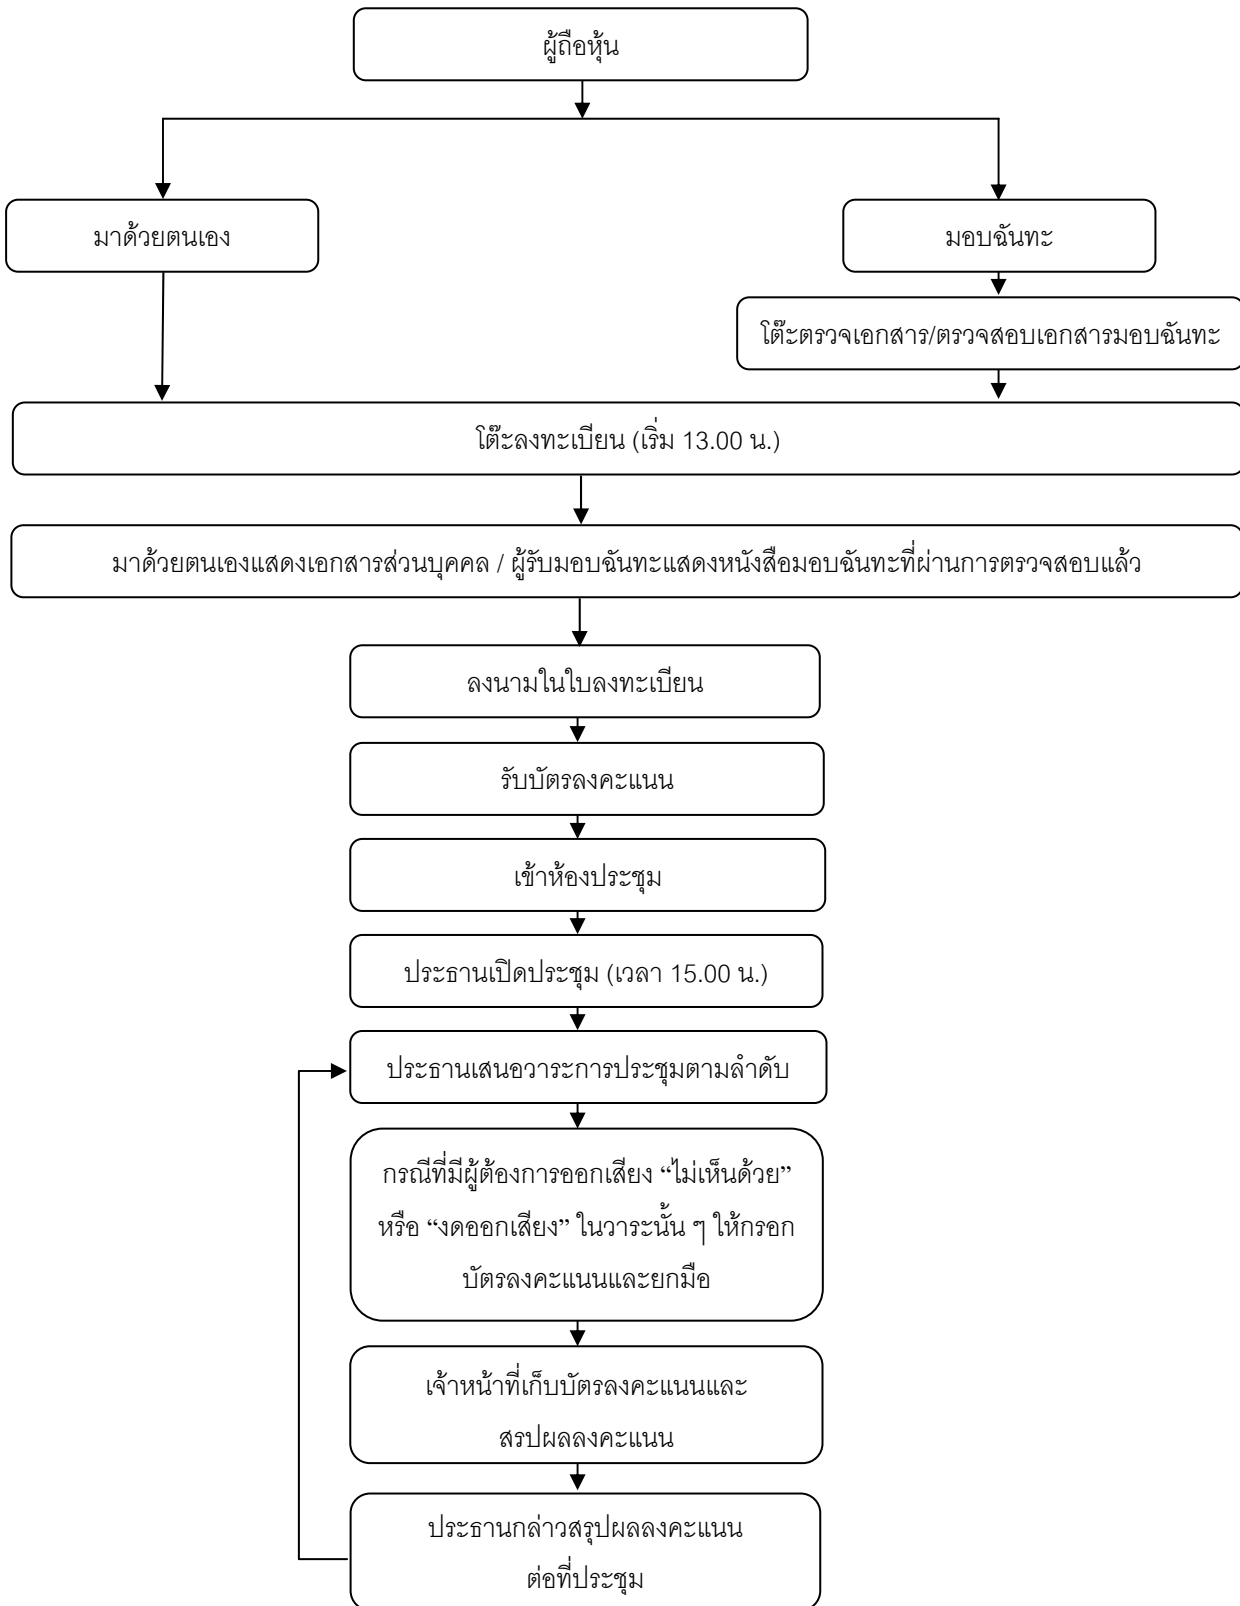 ผู้ถือหุ้น
มาด้วยตนเอง
มอบฉันทะ
โต๊ะตรวจเอกสาร/ตรวจสอบเอกสารมอบฉันทะ
โต๊ะลงทะเบียน (เริ่ม 13.00 น.)
มาด้วยตนเองแสดงเอกสารส่วนบุคคล / ผู้รับมอบฉันทะแสดงหนังสือมอบฉันทะที่ผ่านการตรวจสอบแล้ว
ลงนามในใบลงทะเบียน
รับบัตรลงคะแนน
เข้าห้องประชุม
ประธานเปิดประชุม (เวลา 15.00 น.)
ประธานเสนอวาระการประชุมตามลำดับ
กรณีที่มีผู้ต้องการออกเสียง “ไม่เห็นด้วย”
หรือ “งดออกเสียง” ในวาระนั้น ๆ ให้กรอก
บัตรลงคะแนนและยกมือ
เจ้าหน้าที่เก็บบัตรลงคะแนนและ
สรปผลลงคะแนน
ประธานกล่าวสรุปผลลงคะแนน
ต่อที่ประชุม